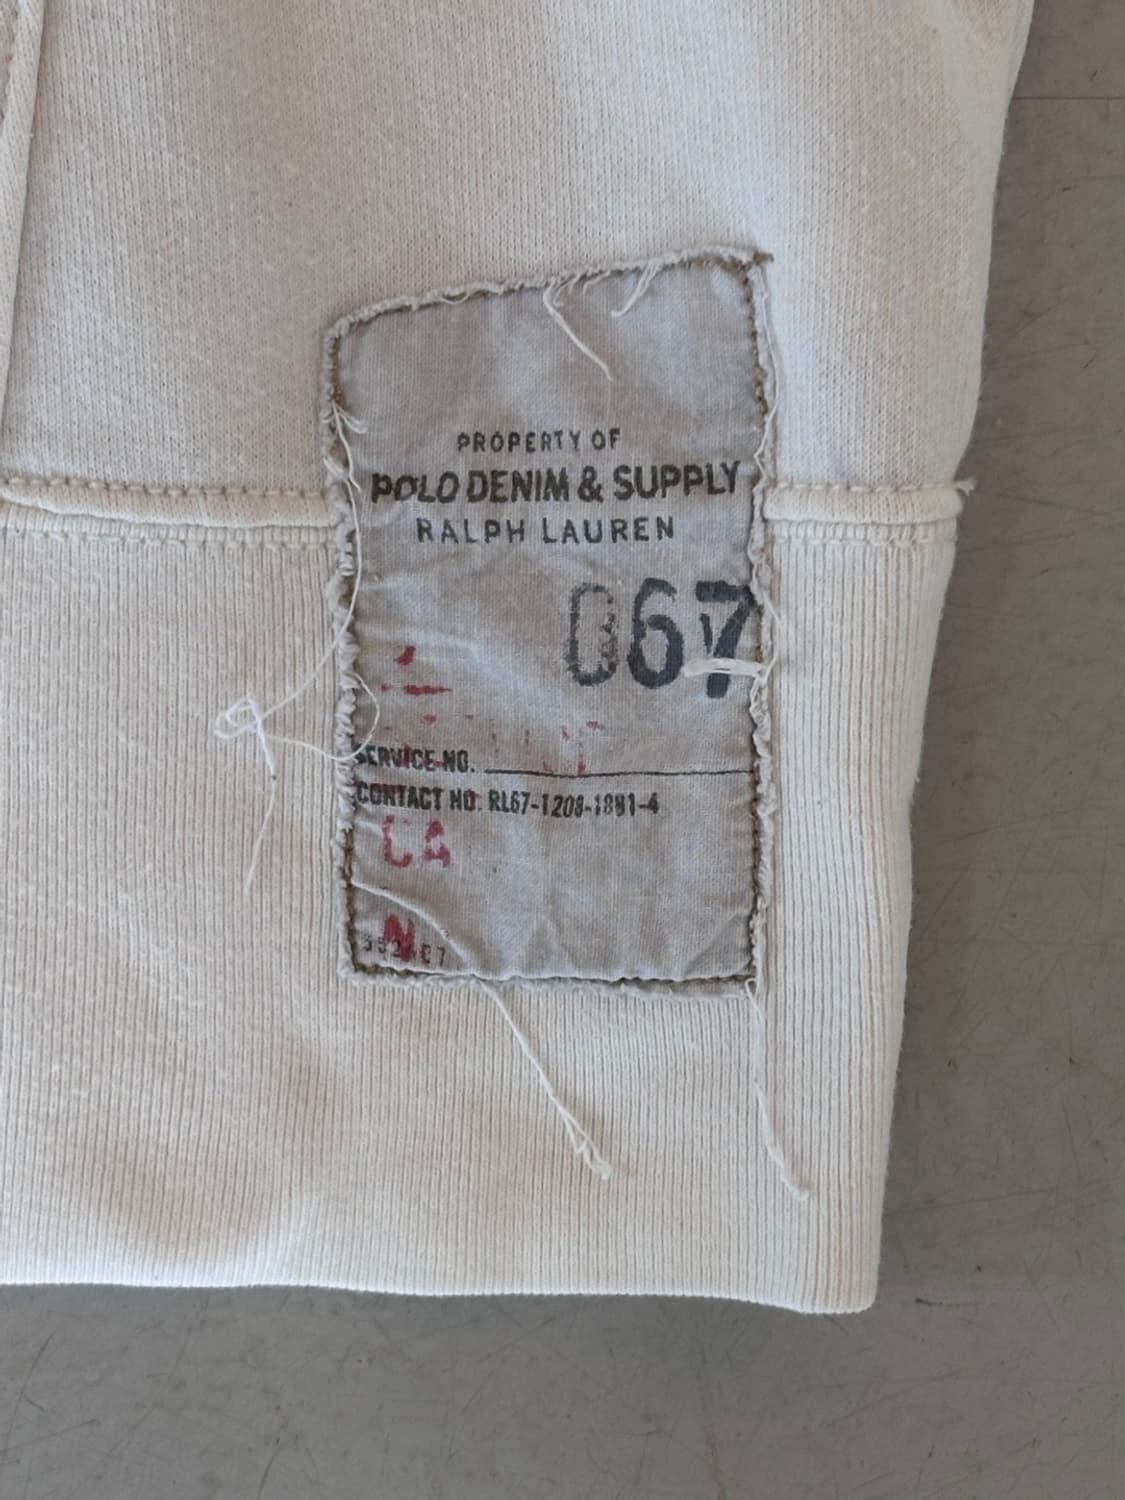 PROPERTY OF
POLO DENIM & SUPPLY
RALPH LAUREN
067
SERVICE NO.
CONTACT NO. RL67-1208-1881-4
CA
N